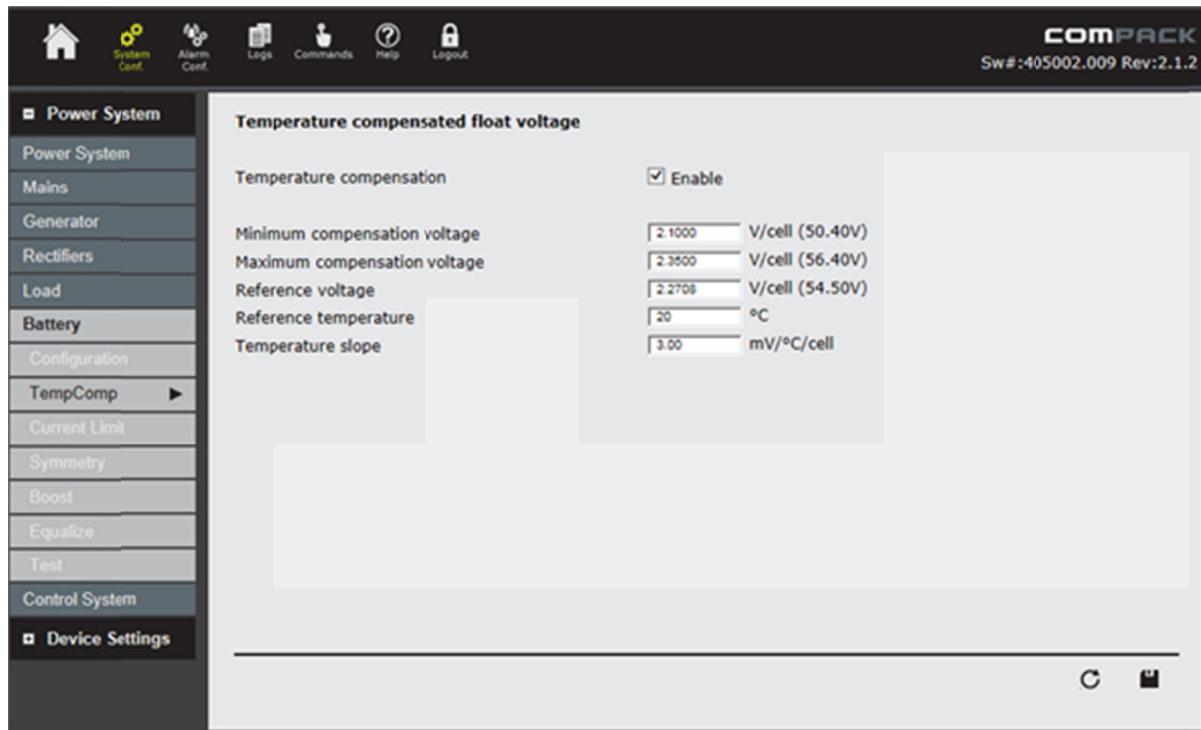 System Conf.
Alarm Conf.
Logs
Commands
Help
Logout
COMPACK
Sw#:405002.009 Rev:2.1.2
Power System
Power System
Mains
Generator
Rectifiers
Load
Battery
Configuration
TempComp
Current Limit
Symmetry
Boost
Equalize
Test
Control System
Device Settings
Temperature compensated float voltage
Temperature compensation Enable
Minimum compensation voltage 2.1000 V/cell (50.40V)
Maximum compensation voltage 2.3500 V/cell (56.40V)
Reference voltage 2.2708 V/cell (54.50V)
Reference temperature 20 ºC
Temperature slope 3.00 mV/ºC/cell